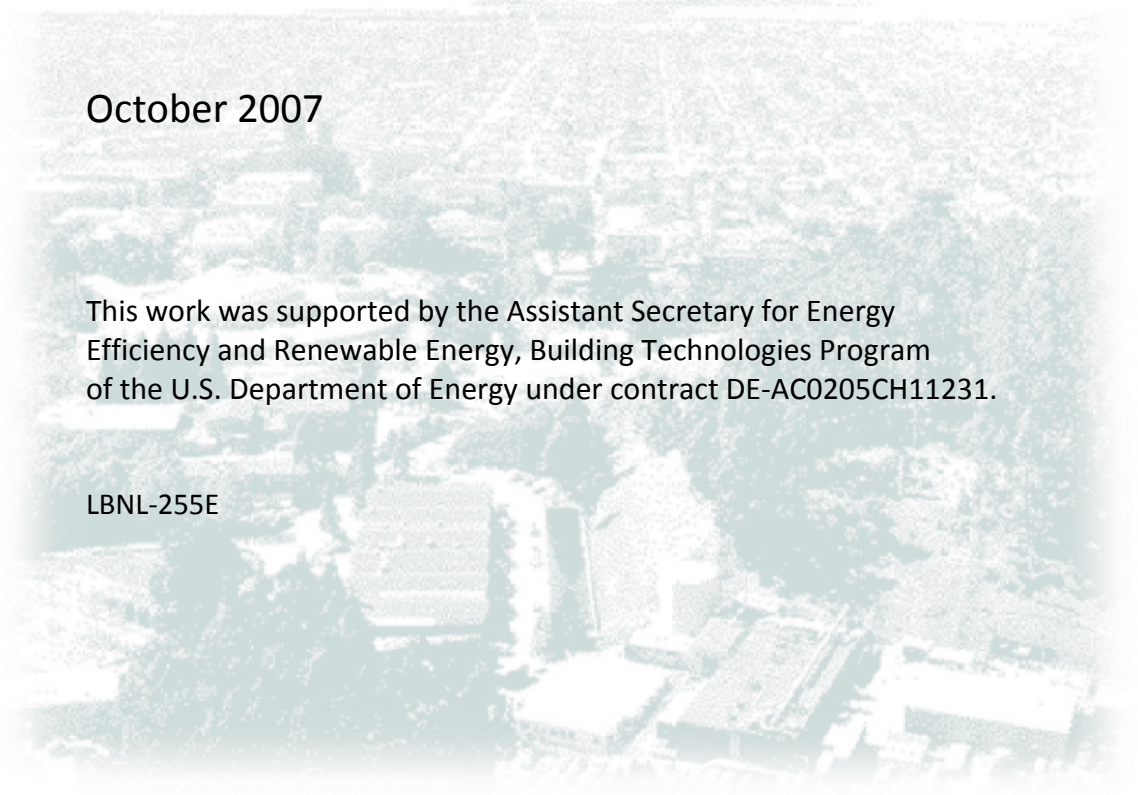 October 2007
This work was supported by the Assistant Secretary for Energy
Efficiency and Renewable Energy, Building Technologies Program
of the U.S. Department of Energy under contract DE-AC0205CH11231.
LBNL-255E